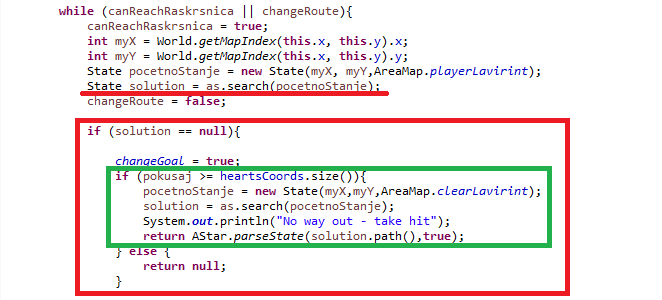 while (canReachRaskrsnica || changeRoute){
canReachRaskrsnica = true;
int myX = World.getMapIndex(this.x, this.y).x;
int myY = World.getMapIndex(this.x, this.y).y;
State pocetnoStanje = new State(myX, myY,AreaMap.playerLavirint);
State solution = as.search(pocetnoStanje);
changeRoute = false;
if (solution == null){
changeGoal = true;
if (pokusaj >= heartsCoords.size()){
pocetnoStanje = new State(myX,myY,AreaMap.clearLavirint);
solution = as.search(pocetnoStanje);
System.out.println("No way out - take hit");
return AStar.parseState(solution.path(),true);
} else {
return null;
}